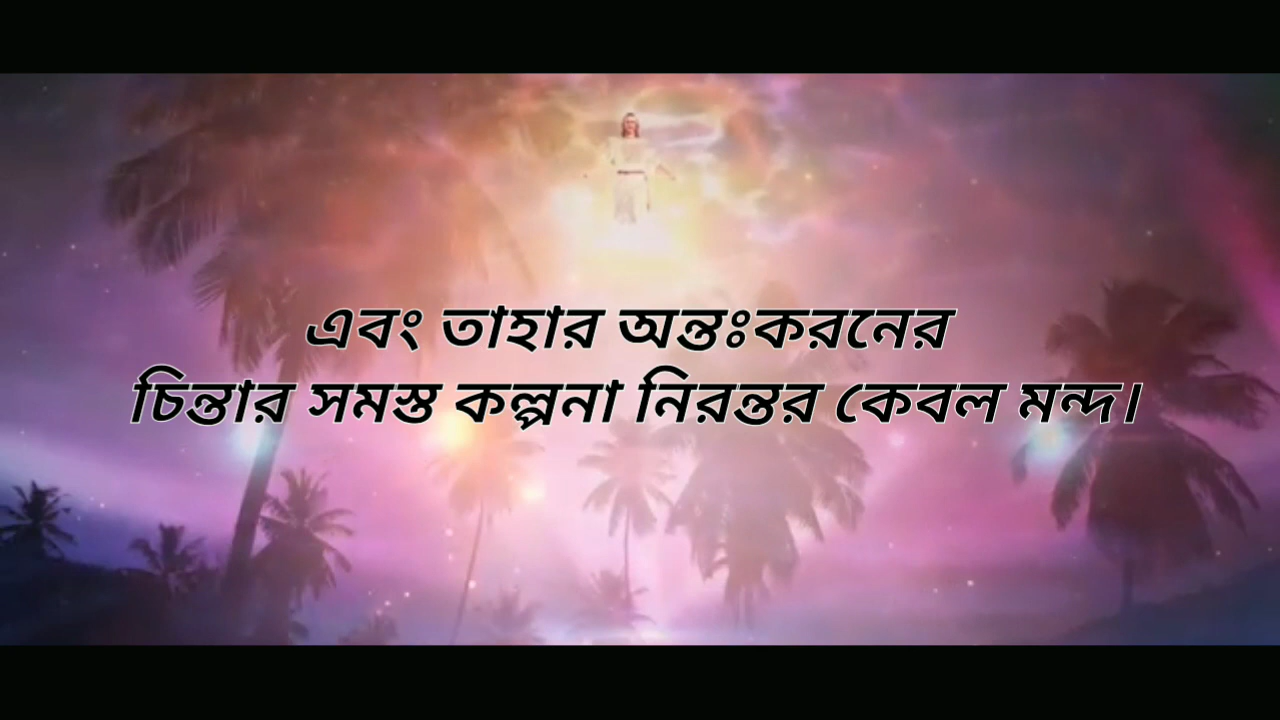 এবং তাহার অন্তঃকরনের
চিন্তার সমস্ত কল্পনা নিরন্তর কেবল মন্দ।